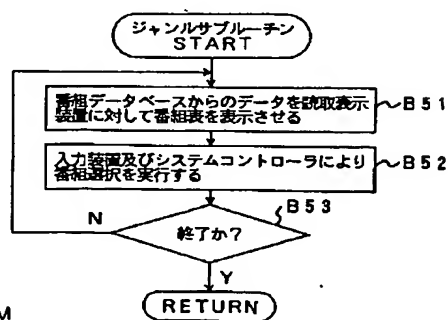 ジャンルサブルーチン
START
番組データベースからのデータを読取表示
装置に対して番組表を表示させる
B51
入力装置及びシステムコントローラにより
番組選択を実行する
B52
B53
N
終了か?
Y
RETURN
M